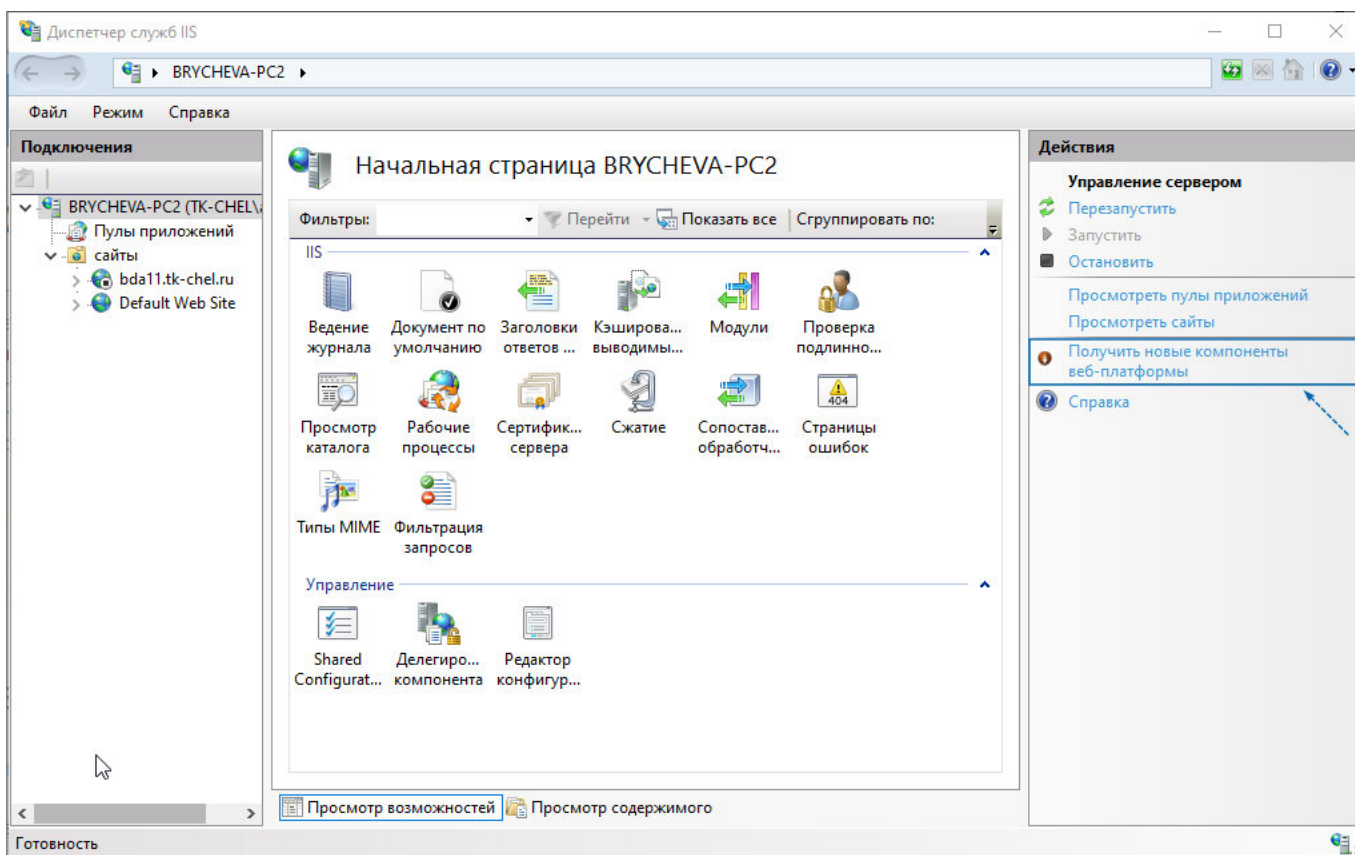 Диспетчер служб IIS
BRYCHEVA-PC2
Файл Режим Справка
Подключения
BRYCHEVA-PC2 (TK-CHEL\
Пулы приложений
сайты
bda11.tk-chel.ru
Default Web Site
Начальная страница BRYCHEVA-PC2
Фильтры: Перейти Показать все Сгруппировать по:
IIS
Ведение журнала
Документ по умолчанию
Заголовки ответов ...
Кэширова... выводимы...
Модули
Проверка подлинно...
Просмотр каталога
Рабочие процессы
Сертифик... сервера
Сжатие
Сопостав... обработч...
Страницы ошибок
404
Типы MIME
Фильтрация запросов
Управление
Shared Configurat...
Делегиро... компонента
Редактор конфигур...
Просмотр возможностей Просмотр содержимого
Действия
Управление сервером
Перезапустить
Запустить
Остановить
Просмотреть пулы приложений
Просмотреть сайты
Получить новые компоненты
веб-платформы
Справка
Готовность